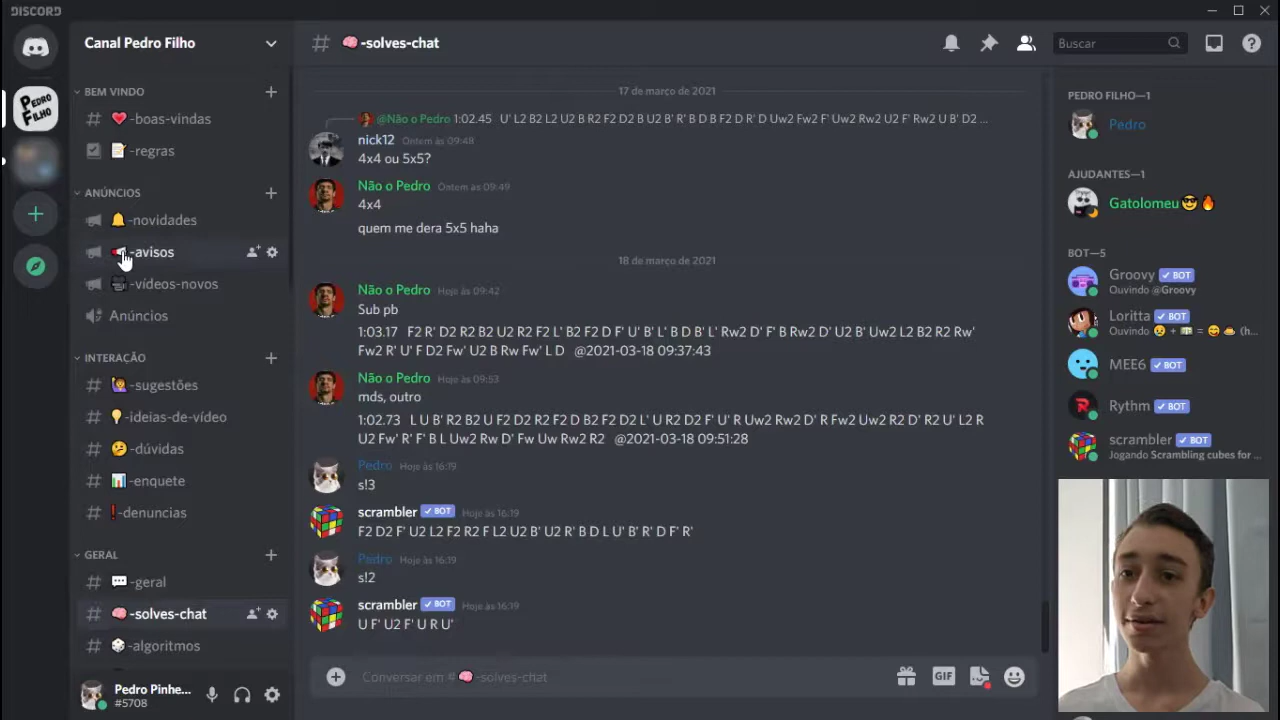 DISCORD
PEDRO FILHO
Canal Pedro Filho
BEM VINDO
❤️-boas-vindas
📝-regras
ANÚNCIOS
🔔-novidades
-avisos
-vídeos-novos
Anúncios
INTERAÇÃO
🙋-sugestões
💡-ideias-de-vídeo
🤔-dúvidas
📊-enquete
❗-denuncias
GERAL
💬-geral
🧠-solves-chat
🎲-algoritmos
Pedro Pinhe...
#5708
# 🧠-solves-chat
Buscar
17 de março de 2021
@Não o Pedro 1:02.45 U' L2 B2 L2 U2 B R2 F2 D2 B U2 B' R' B D B F2 D R' D Uw2 Fw2 F' Uw2 Rw2 U2 F' Rw2 U B' D2 ...
nick12 Ontem às 09:48
4x4 ou 5x5?
Não o Pedro Ontem às 09:49
4x4
quem me dera 5x5 haha
18 de março de 2021
Não o Pedro Hoje às 09:42
Sub pb
1:03.17 F2 R' D2 R2 B2 U2 R2 F2 L' B2 F2 D F' U' B' L' B D B' L' Rw2 D' F' B Rw2 D' U2 B' Uw2 L2 B2 R2 Rw'
Fw2 R' U' F D2 Fw' U2 B Rw Fw' L D @2021-03-18 09:37:43
Não o Pedro Hoje às 09:53
mds, outro
1:02.73 L U B' R2 B2 U F2 D2 R2 F2 D B2 F2 D2 L' U R2 D2 F' U' R Uw2 Rw2 D' R Fw2 Uw2 R2 D' R2 U' L2 R
U2 Fw' R' F' B L Uw2 Rw D' Fw Uw Rw2 R2 @2021-03-18 09:51:28
Pedro Hoje às 16:19
s!3
scrambler BOT Hoje às 16:19
F2 D2 F' U2 L2 F2 R2 F L2 U2 B' U2 R' B D L U' B' R' D F' R'
Pedro Hoje às 16:19
s!2
scrambler BOT Hoje às 16:19
U F' U2 F' U R U'
Conversar em #🧠-solves-chat
GIF
PEDRO FILHO—1
Pedro
AJUDANTES—1
Gatolomeu😎🔥
BOT—5
Groovy BOT
Ouvindo @Groovy
Loritta BOT
Ouvindo 😢 + 💵 = 😋 🍮 (h...
MEE6 BOT
Rythm BOT
scrambler BOT
Jogando Scrambling cubes for ...